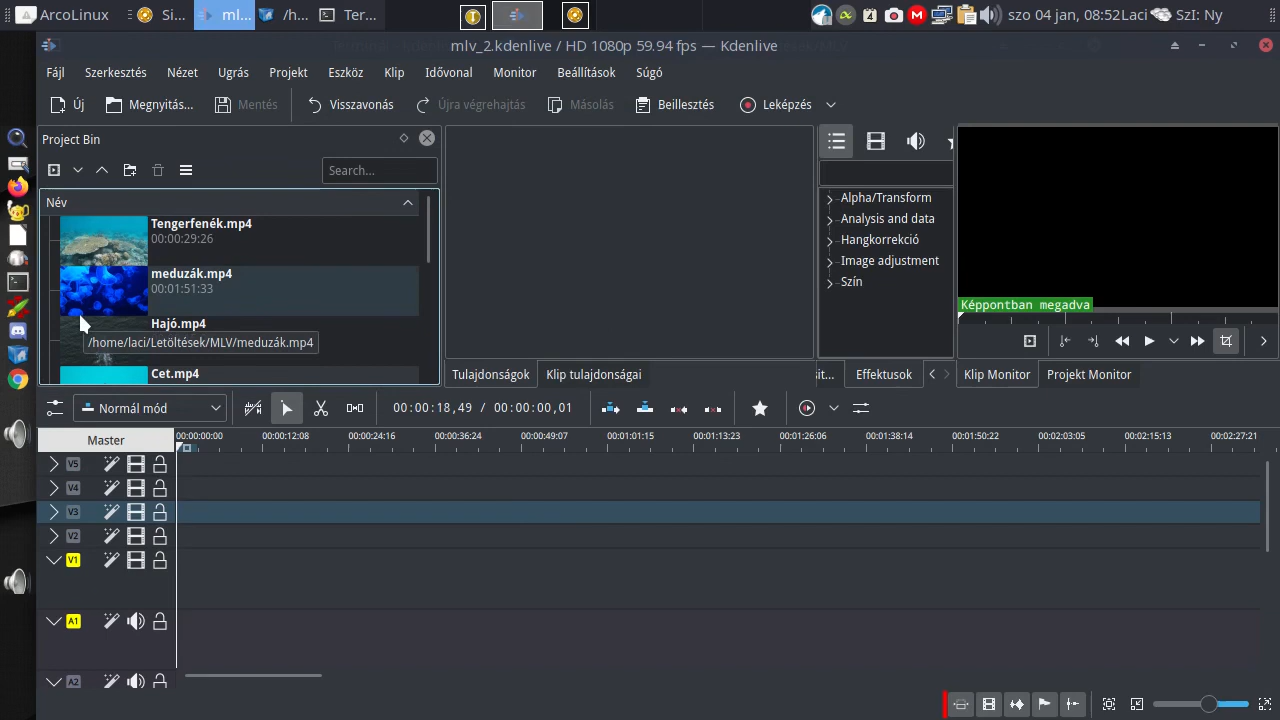 ArcoLinux
Si...
ml...
/h...
Ter...
4
szo 04 jan, 08:52
Laci
SzI: Ny
mlv_2.kdenlive / HD 1080p 59.94 fps — Kdenlive
Fájl
Szerkesztés
Nézet
Ugrás
Projekt
Eszköz
Klip
Idővonal
Monitor
Beállítások
Súgó
Új
Megnyitás...
Mentés
Visszavonás
Újra végrehajtás
Másolás
Beillesztés
Leképzés
Project Bin
Search...
Név
Tengerfenék.mp4
00:00:29:26
meduzák.mp4
00:01:51:33
Hajó.mp4
/home/laci/Letöltések/MLV/meduzák.mp4
Cet.mp4
Tulajdonságok
Klip tulajdonságai
Alpha/Transform
Analysis and data
Hangkorrekció
Image adjustment
Szín
...it...
Effektusok
Képpontban megadva
Klip Monitor
Projekt Monitor
Normál mód
00:00:18,49 / 00:00:00,01
Master
00:00:00:00
00:00:12:08
00:00:24:16
00:00:36:24
00:00:49:07
00:01:01:15
00:01:13:23
00:01:26:06
00:01:38:14
00:01:50:22
00:02:03:05
00:02:15:13
00:02:27:21
V5
V4
V3
V2
V1
A1
A2